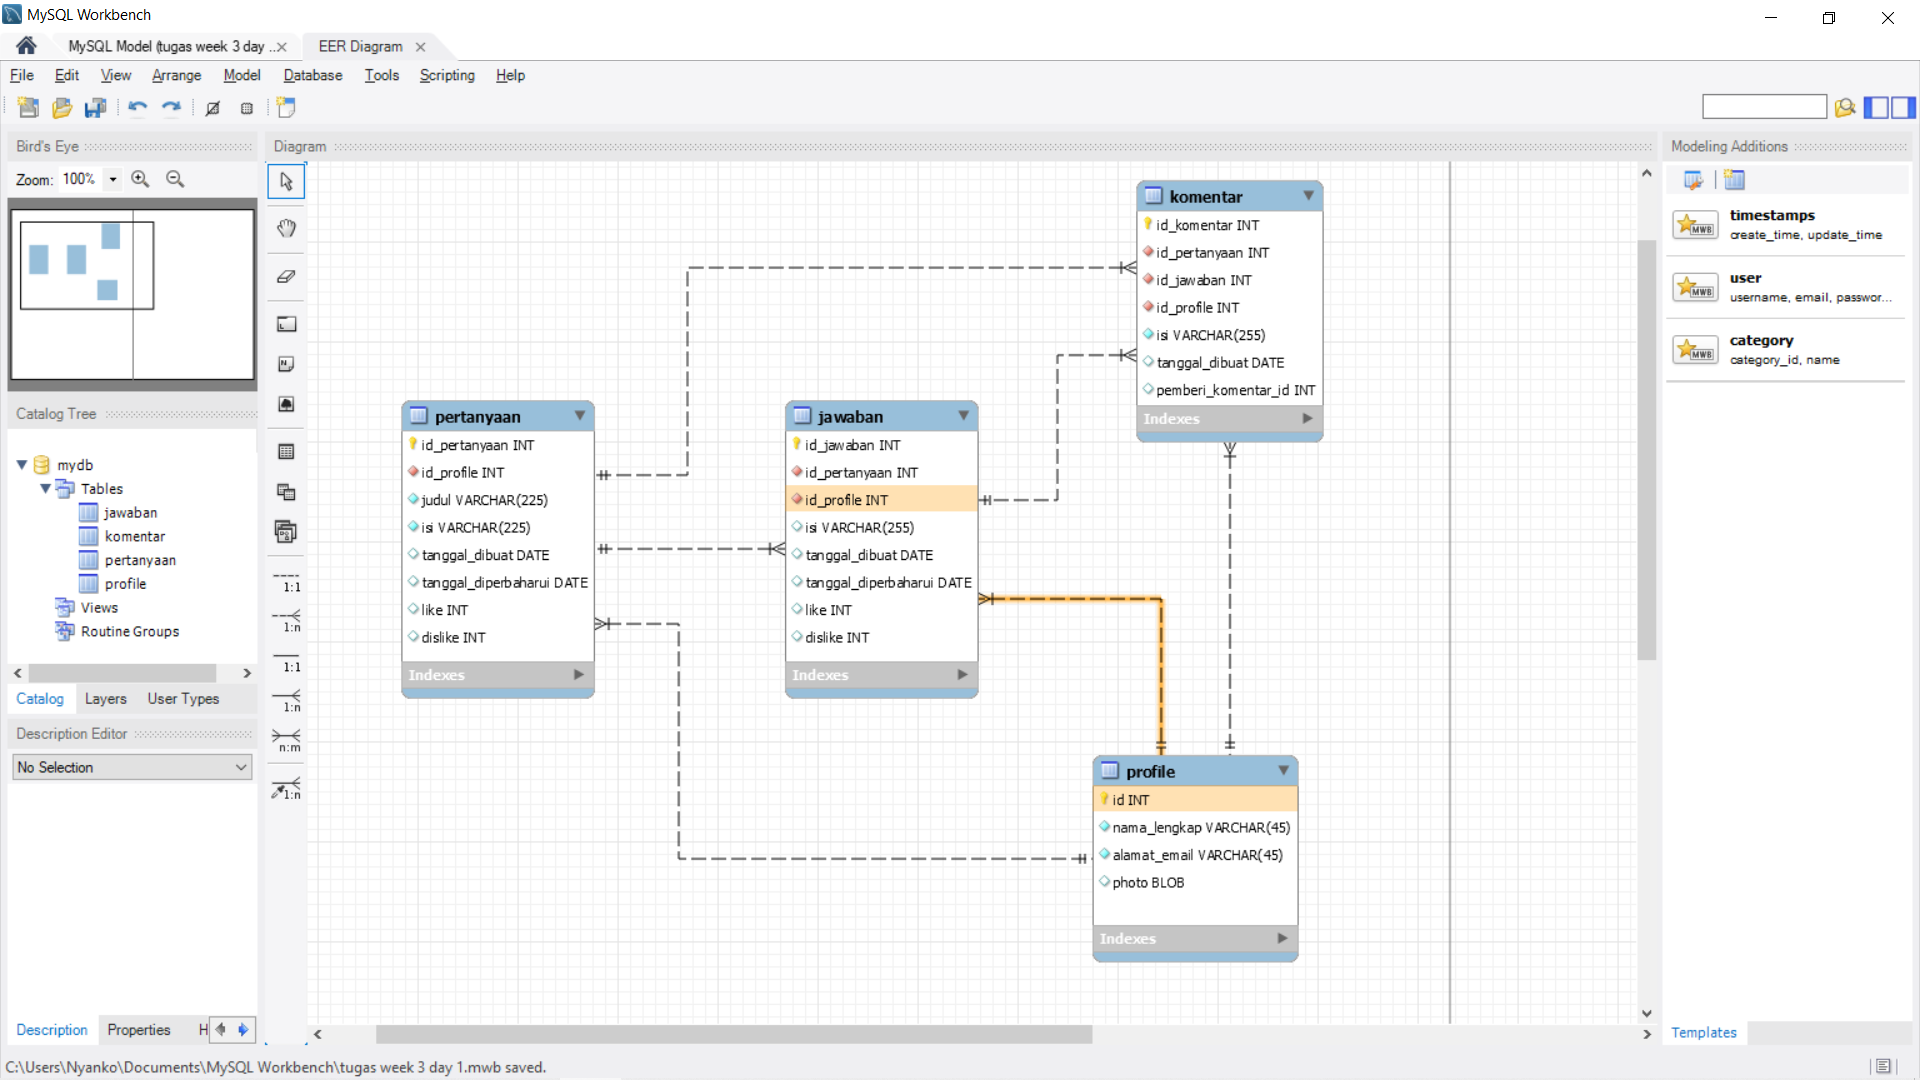 MySQL Workbench
MySQL Model (tugas week 3 day ..
EER Diagram
File Edit View Arrange Model Database Tools Scripting Help
Bird's Eye
Zoom: 100%
Catalog Tree
mydb
Tables
jawaban
komentar
pertanyaan
profile
Views
Routine Groups
Catalog Layers User Types
Description Editor
No Selection
Description Properties H
Diagram
1:1
1:n
1:1
1:n
n:m
1:n
pertanyaan
id_pertanyaan INT
id_profile INT
judul VARCHAR(225)
isi VARCHAR(225)
tanggal_dibuat DATE
tanggal_diperbaharui DATE
like INT
dislike INT
Indexes
jawaban
id_jawaban INT
id_pertanyaan INT
id_profile INT
isi VARCHAR(255)
tanggal_dibuat DATE
tanggal_diperbaharui DATE
like INT
dislike INT
Indexes
komentar
id_komentar INT
id_pertanyaan INT
id_jawaban INT
id_profile INT
isi VARCHAR(255)
tanggal_dibuat DATE
pemberi_komentar_id INT
Indexes
profile
id INT
nama_lengkap VARCHAR(45)
alamat_email VARCHAR(45)
photo BLOB
Indexes
Modeling Additions
MWB
timestamps
create_time, update_time
MWB
user
username, email, passwor...
MWB
category
category_id, name
Templates
C:\Users\Nyanko\Documents\MySQL Workbench\tugas week 3 day 1.mwb saved.